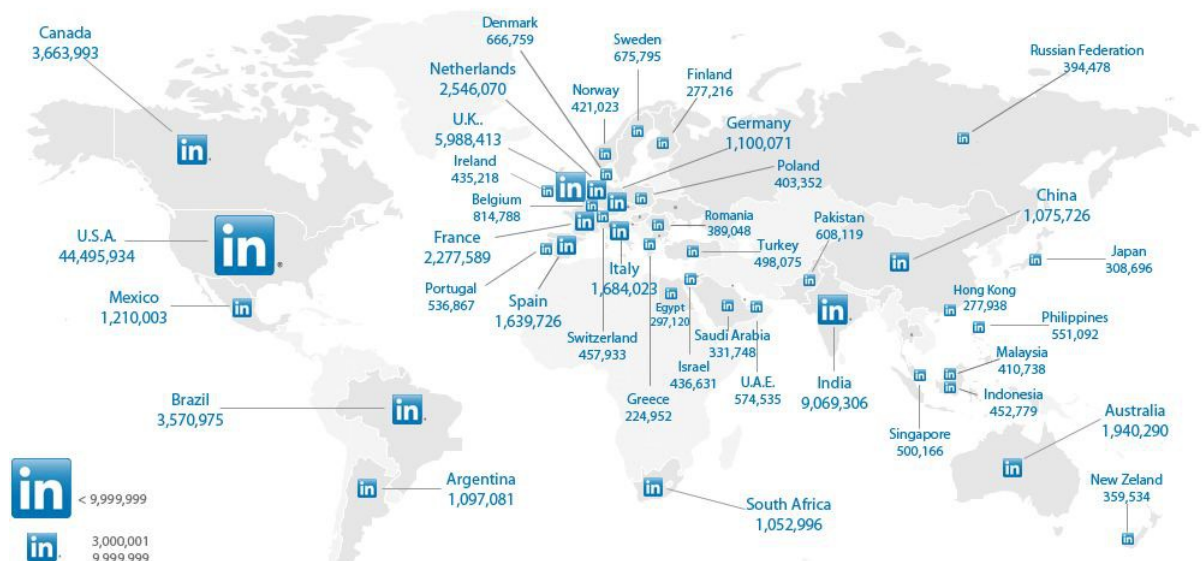 Canada
3,663,993
Denmark
666,759
Sweden
675,795
Russian Federation
394,478
Netherlands
2,546,070
Norway
421,023
Finland
277,216
U.K..
5,988,413
Germany
1,100,071
Ireland
435,218
Poland
403,352
Belgium
814,788
China
1,075,726
U.S.A.
44,495,934
France
2,277,589
Romania
389,048
Pakistan
608,119
Turkey
498,075
Japan
308,696
Mexico
1,210,003
Portugal
536,867
Spain
1,639,726
Italy
1,684,023
Egypt
297,120
Hong Kong
277,938
Philippines
551,092
Switzerland
457,933
Saudi Arabia
331,748
Israel
436,631
U.A.E.
574,535
India
9,069,306
Malaysia
410,738
Indonesia
452,779
Greece
224,952
Brazil
3,570,975
Singapore
500,166
Australia
1,940,290
Argentina
1,097,081
South Africa
1,052,996
New Zeland
359,534
in
< 9,999,999
in
3,000,001
9,999,999